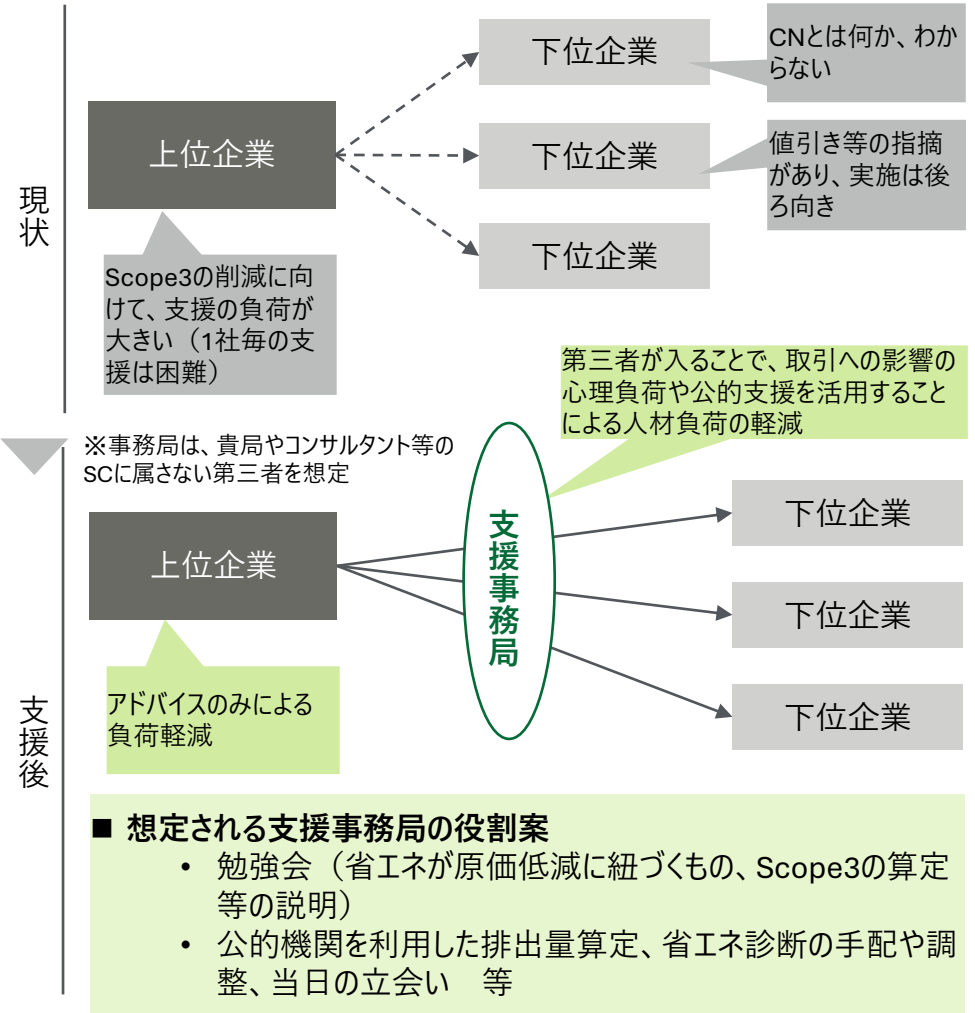 現状
上位企業
下位企業
下位企業
下位企業
CNとは何か、わか
らない
値引き等の指摘
があり、実施は後
ろ向き
Scope3の削減に向
けて、支援の負荷が
大きい（1社毎の支
援は困難）
第三者が入ることで、取引への影響の
心理負荷や公的支援を活用すること
による人材負荷の軽減
※事務局は、貴局やコンサルタント等の
SCに属さない第三者を想定
支援後
上位企業
支援事務局
下位企業
下位企業
下位企業
アドバイスのみによる
負荷軽減
■ 想定される支援事務局の役割案
• 勉強会（省エネが原価低減に紐づくもの、Scope3の算定
等の説明）
• 公的機関を利用した排出量算定、省エネ診断の手配や調
整、当日の立会い　等